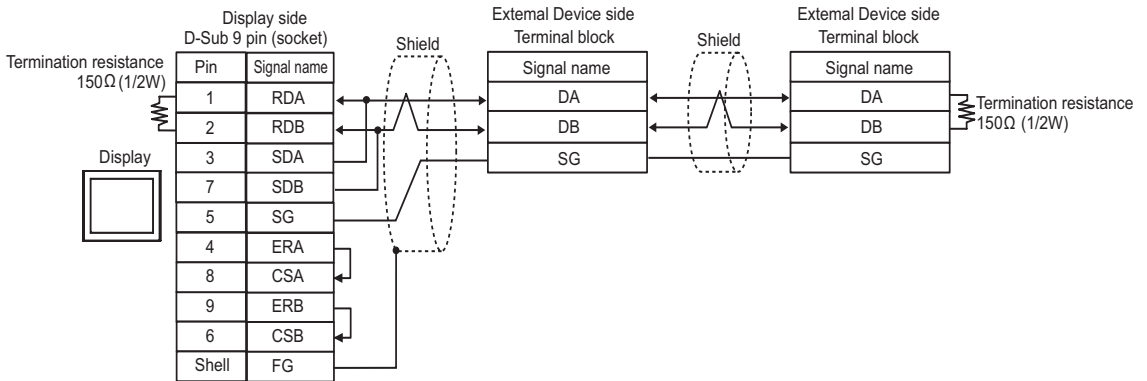 Display side
D-Sub 9 pin (socket)
Termination resistance
150Ω (1/2W)
Pin Signal name
1 RDA
2 RDB
3 SDA
7 SDB
5 SG
4 ERA
8 CSA
9 ERB
6 CSB
Shell FG
Display
Shield
External Device side
Terminal block
Signal name
DA
DB
SG
Shield
External Device side
Terminal block
Signal name
DA
DB
SG
Termination resistance
150Ω (1/2W)